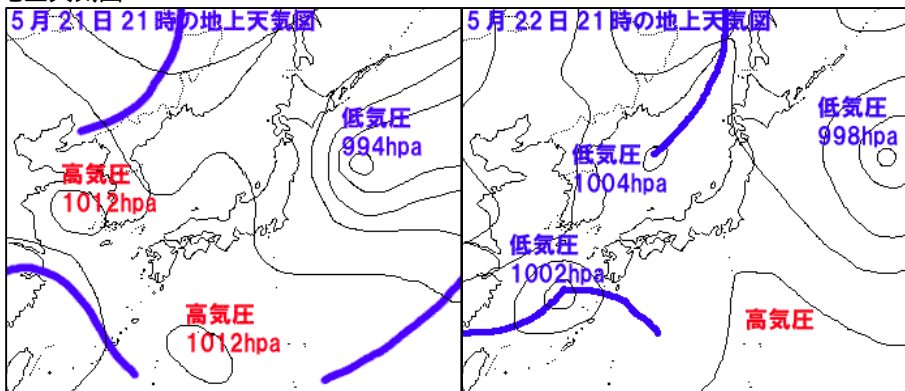 5月21日21時の地上天気図
低気圧
994hpa
高気圧
1012hpa
高気圧
1012hpa
5月22日21時の地上天気図
低気圧
998hpa
低気圧
1004hpa
低気圧
1002hpa
高気圧